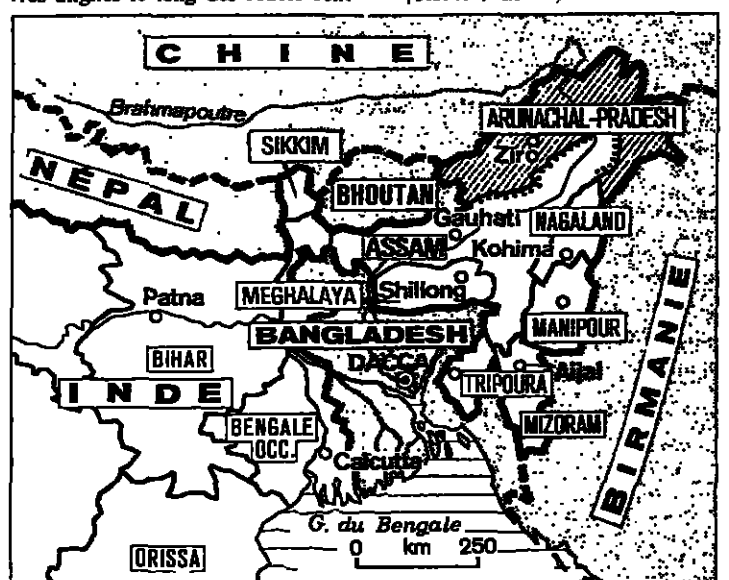 CHINE
Brahmapoutre
ARUNACHAL-PRADESH
SIKKIM
Ziro
NÉPAL
BHOUTAN
Gauhati
NAGALAND
ASSAM
Kohima
Patna
MEGHALAYA
Shillong
BANGLADESH
MANIPOUR
BIHAR
DACCA
TRIPOURA
Aijal
INDE
BENGALE
OCC.
MIZORAM
BIRMANIE
Calcutta
G. du Bengale
0 km 250
ORISSA